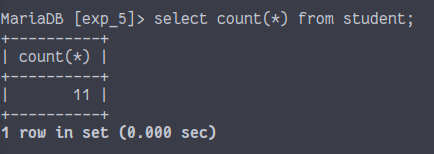 MariaDB [exp_5]> select count(*) from student;
+----------+
| count(*) |
+----------+
|       11 |
+----------+
1 row in set (0.000 sec)